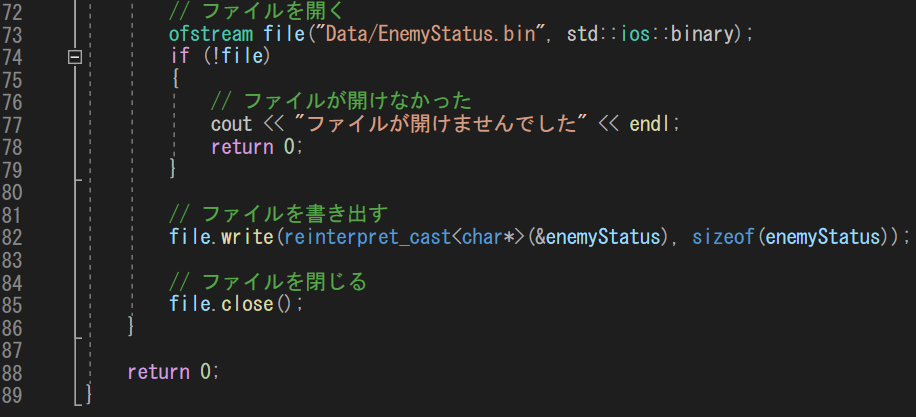 72 // ファイルを開く
73 ofstream file("Data/EnemyStatus.bin", std::ios::binary);
74 if (!file)
75 {
76 // ファイルが開けなかった
77 cout << "ファイルが開けませんでした" << endl;
78 return 0;
79 }
80
81 // ファイルを書き出す
82 file.write(reinterpret_cast<char*>(&enemyStatus), sizeof(enemyStatus));
83
84 // ファイルを閉じる
85 file.close();
86 }
87
88 return 0;
89 }